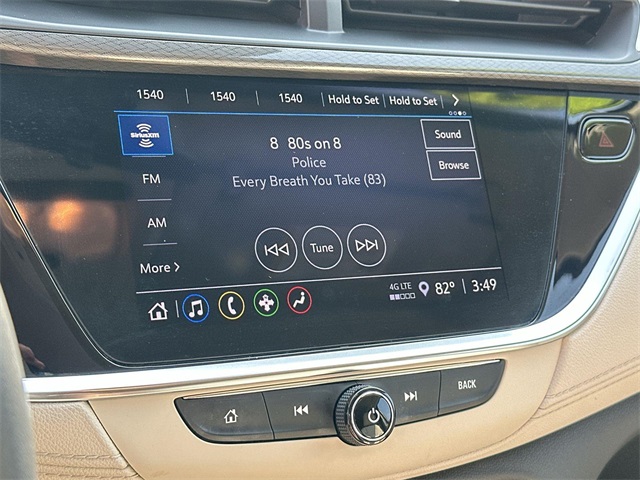 1540 1540 1540 Hold to Set Hold to Set
SiriusXM
8 80s on 8
Sound
Police
Browse
FM
Every Breath You Take (83)
AM
Tune
More
4G LTE
82° 3:49
BACK